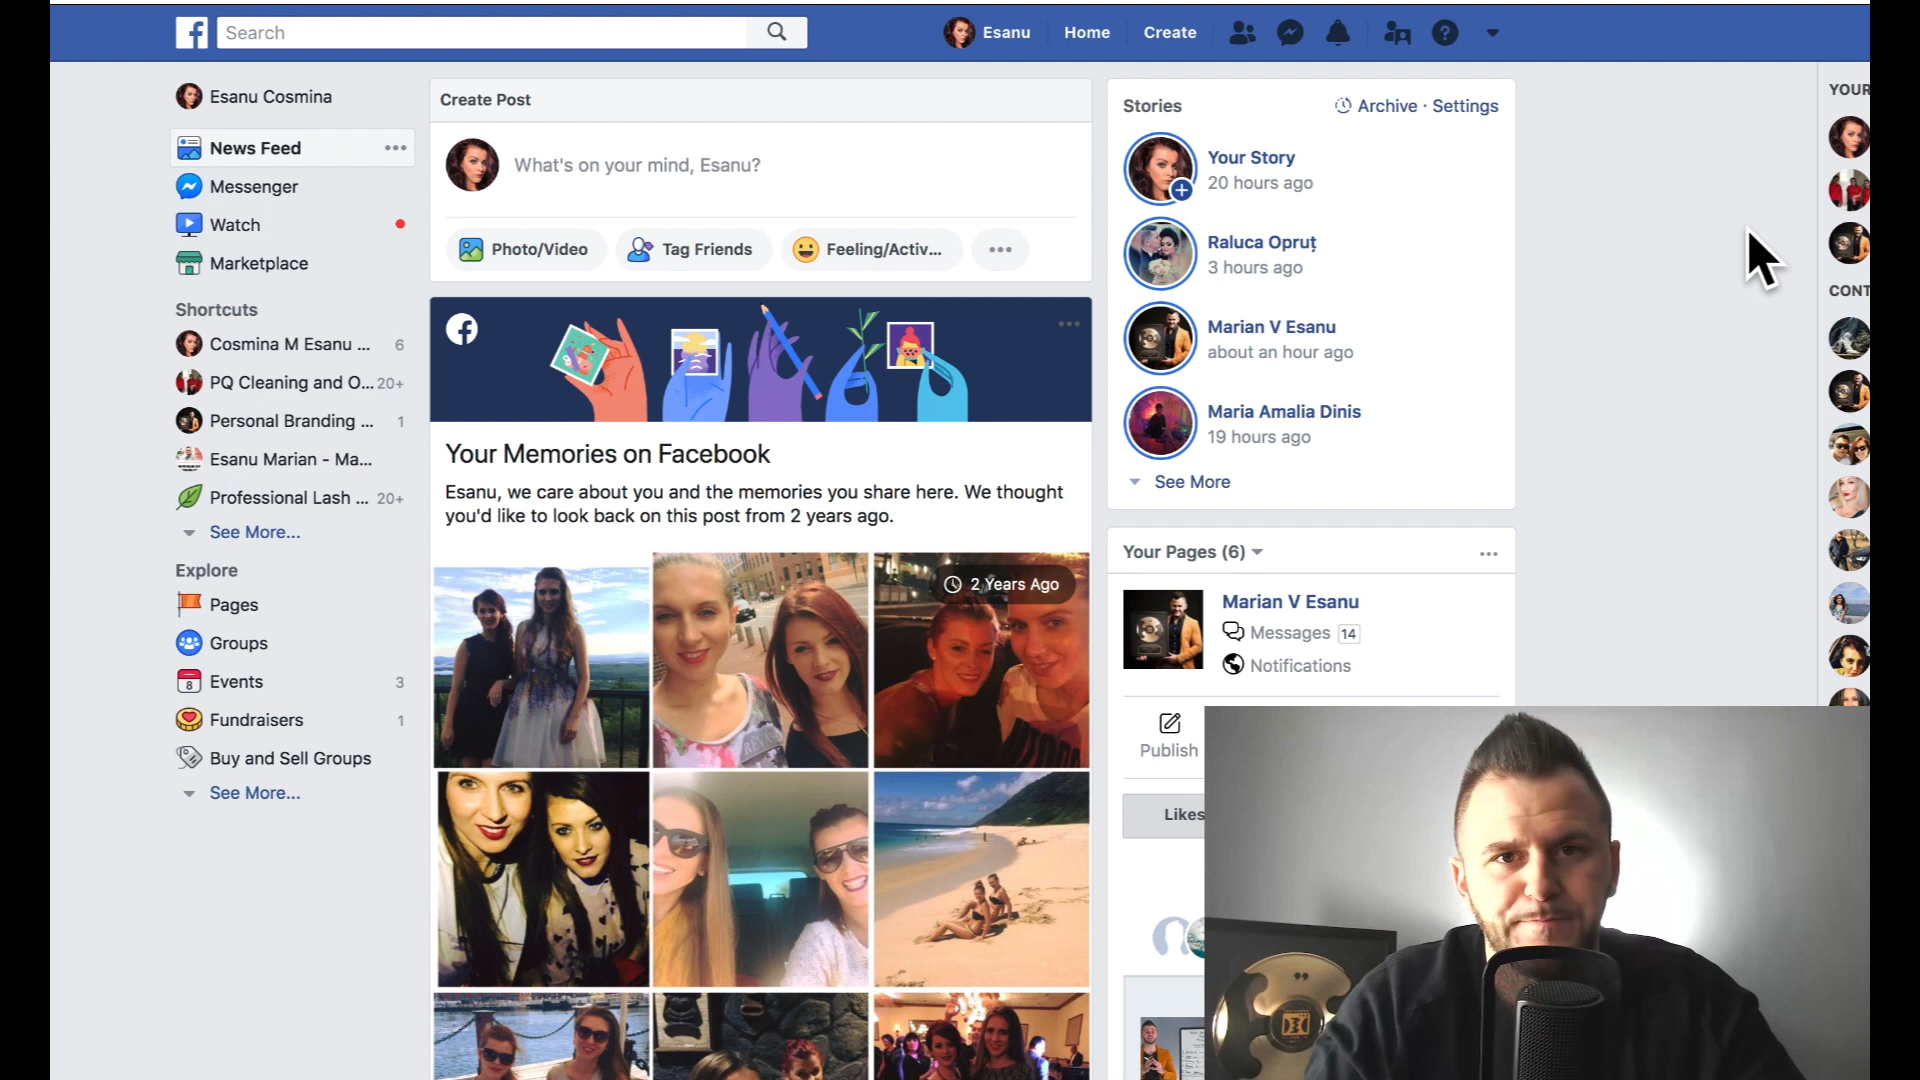 Search
Esanu
Home
Create
Esanu Cosmina
News Feed
Messenger
Watch
Marketplace
Shortcuts
Cosmina M Esanu ... 6
PQ Cleaning and O... 20+
Personal Branding ... 1
Esanu Marian - Ma...
Professional Lash ... 20+
See More...
Explore
Pages
Groups
8
Events 3
Fundraisers 1
Buy and Sell Groups
See More...
Create Post
What's on your mind, Esanu?
Photo/Video
Tag Friends
Feeling/Activ...
Your Memories on Facebook
Esanu, we care about you and the memories you share here. We thought
you'd like to look back on this post from 2 years ago.
2 Years Ago
Stories
Archive · Settings
Your Story
20 hours ago
Raluca Opruț
3 hours ago
Marian V Esanu
about an hour ago
Maria Amalia Dinis
19 hours ago
See More
Your Pages (6)
Marian V Esanu
Messages 14
Notifications
Publish
Likes
YOUR
CONT